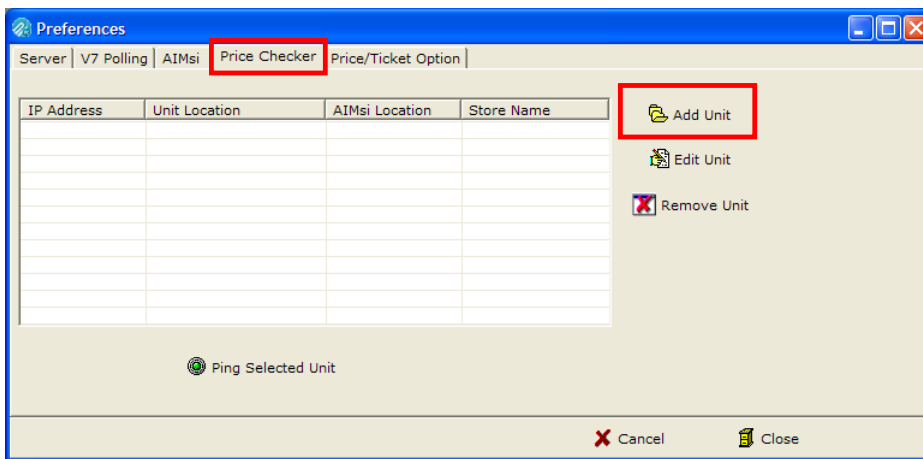 Preferences
Server V7 Polling AIMsi Price Checker Price/Ticket Option
IP Address Unit Location AIMsi Location Store Name
Add Unit
Edit Unit
Remove Unit
Ping Selected Unit
Cancel Close